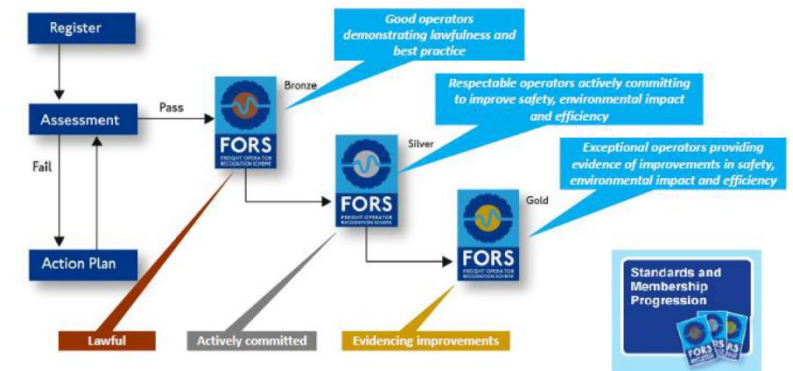 Register
Assessment
Pass
Fail
Action Plan
Bronze
FORS
FREIGHT OPERATOR
RECOGNITION SCHEME
Good operators
demonstrating lawfulness and
best practice
Silver
FORS
FREIGHT OPERATOR
RECOGNITION SCHEME
Respectable operators actively committing
to improve safety, environmental impact
and efficiency
Gold
FORS
FREIGHT OPERATOR
RECOGNITION SCHEME
Exceptional operators providing
evidence of improvements in safety,
environmental impact and efficiency
Lawful
Actively committed
Evidencing improvements
Standards and
Membership
Progression
FORS